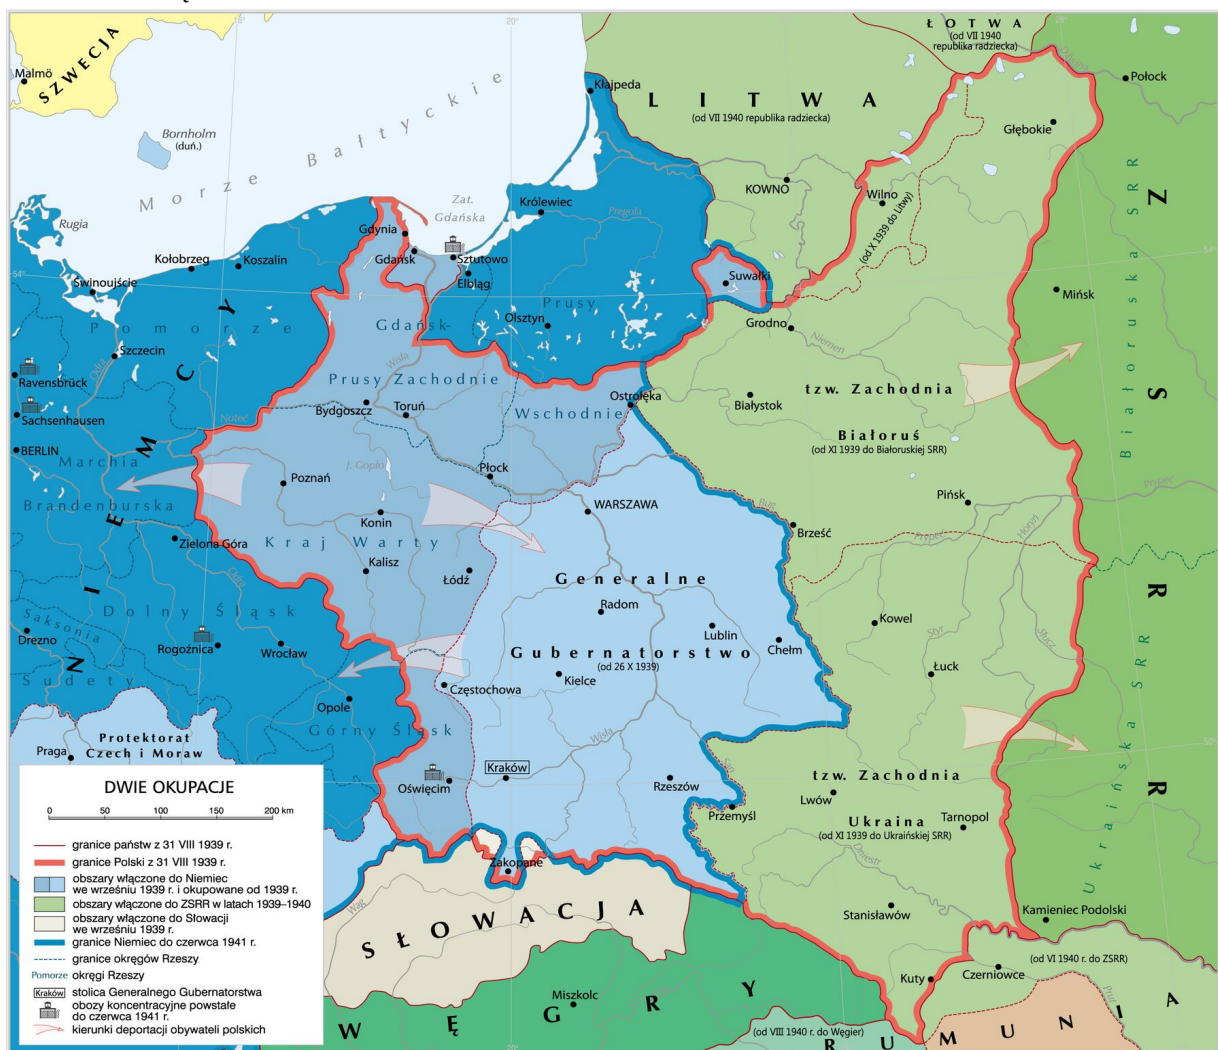 ŁOTWA
(od VII 1940
republika radziecka)
Dźwina
Połock
SZWECJA
Malmö
Bornholm
(duń.)
Morze Bałtyckie
Kłajpeda
LITWA
(od VII 1940 republika radziecka)
Głębokie
KOWNO
Wilno
(od X 1939 do Litwy)
Rugia
Zat.
Gdańska
Królewiec
Pregoła
Gdynia
Gdańsk
Sztutowo
Elbląg
Kołobrzeg
Koszalin
Świnoujście
Suwałki
Mińsk
Prusy
Olsztyn
Pomorze
Gdańsk-
Prusy Zachodnie
Wschodnie
Grodno
Niemen
Szczecin
Odra
Wisła
Ravensbrück
Sachsenhausen
BERLIN
Noteć
Bydgoszcz
Toruń
Ostrołęka
Białystok
tzw. Zachodnia
Białoruś
(od XI 1939 do Białoruskiej SRR)
Białoruska SRR
ZSRR
NIEMCY
Marchia
Brandenburska
Poznań
J. Gopło
Płock
WARSZAWA
Bug
Pińsk
Prypeć
Prypeć
Horyń
Brześć
Konin
Kraj Warty
Kalisz
Łódź
Zielona Góra
Odra
Generalne
Gubernatorstwo
(od 26 X 1939)
Radom
Lublin
Chełm
Kielce
Kowel
Styr
Słucz
Łuck
Dolny Śląsk
Saksonia
Drezno
Rogoźnica
Wrocław
Sudety
Częstochowa
Opole
Górny Śląsk
Protektorat
Czech i Moraw
Praga
Wisła
San
Kraków
Oświęcim
Rzeszów
Przemyśl
tzw. Zachodnia
Lwów
Ukraina
(od XI 1939 do Ukraińskiej SRR)
Tarnopol
Ukraińska SRR
Dniestr
Zakopane
Wag
SŁOWACJA
Stanisławów
Kamieniec Podolski
(od VI 1940 r. do ZSRR)
Czerniowce
Kuty
Prut
Miszkolc
WĘGRY
(od VIII 1940 r. do Węgier)
RUMUNIA
20°
54°
54°
50°
DWIE OKUPACJE
0 50 100 150 200 km
granice państw z 31 VIII 1939 r.
granice Polski z 31 VIII 1939 r.
obszary włączone do Niemiec
we wrześniu 1939 r. i okupowane od 1939 r.
obszary włączone do ZSRR w latach 1939–1940
obszary włączone do Słowacji
we wrześniu 1939 r.
granice Niemiec do czerwca 1941 r.
granice okręgów Rzeszy
Pomorze okręgi Rzeszy
Kraków stolica Generalnego Gubernatorstwa
obozy koncentracyjne powstałe
do czerwca 1941 r.
kierunki deportacji obywateli polskich